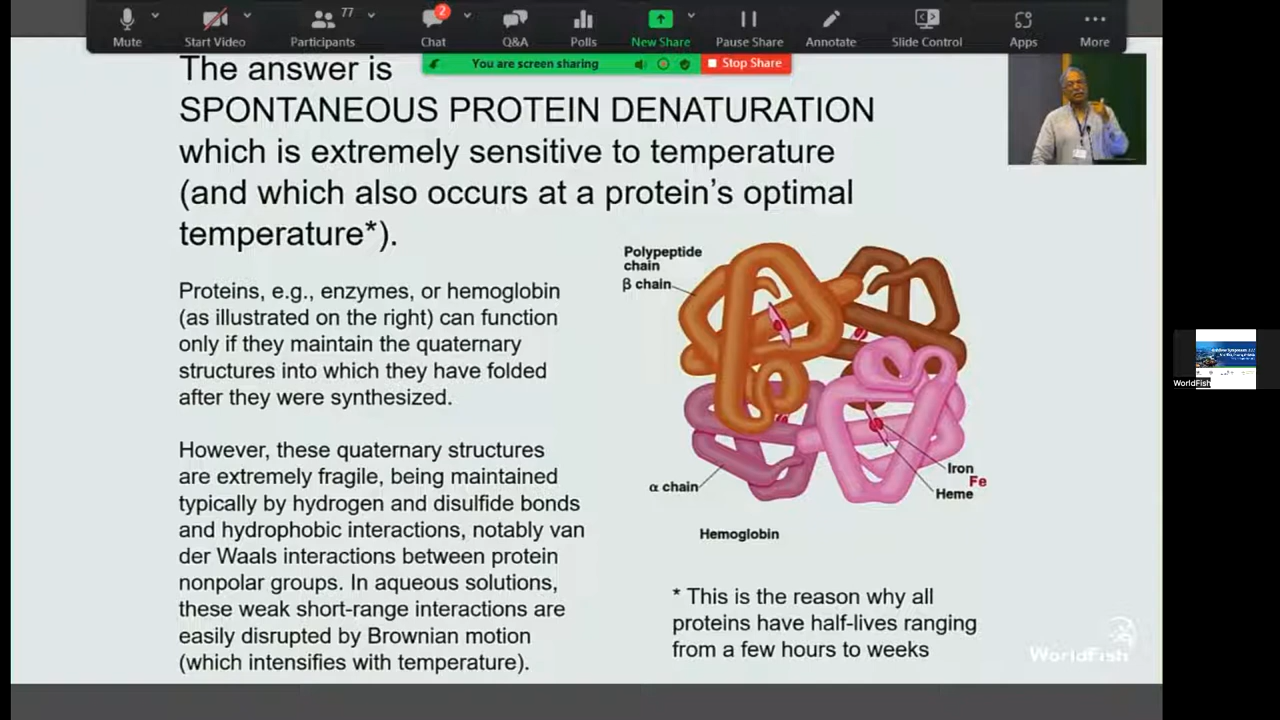 Mute
Start Video
Participants
77
Chat
2
Q&A
Polls
New Share
Pause Share
Annotate
Slide Control
Apps
More
You are screen sharing
Stop Share
The answer is
SPONTANEOUS PROTEIN DENATURATION
which is extremely sensitive to temperature
(and which also occurs at a protein’s optimal
temperature*).
Proteins, e.g., enzymes, or hemoglobin
(as illustrated on the right) can function
only if they maintain the quaternary
structures into which they have folded
after they were synthesized.
However, these quaternary structures
are extremely fragile, being maintained
typically by hydrogen and disulfide bonds
and hydrophobic interactions, notably van
der Waals interactions between protein
nonpolar groups. In aqueous solutions,
these weak short-range interactions are
easily disrupted by Brownian motion
(which intensifies with temperature).
Polypeptide
chain
β chain
α chain
Iron
Fe
Heme
Hemoglobin
* This is the reason why all
proteins have half-lives ranging
from a few hours to weeks
WorldFish
WorldFish